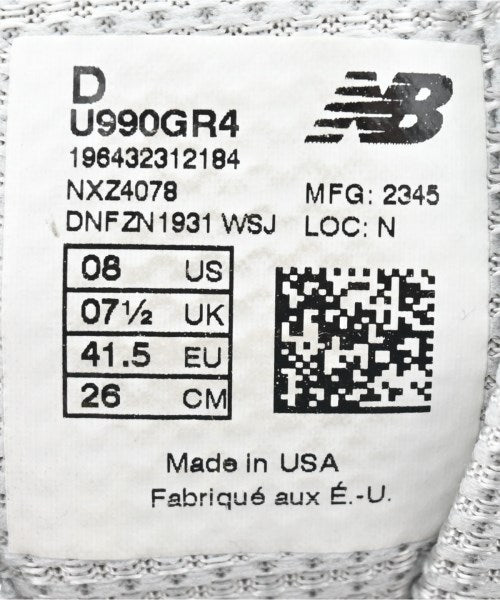 D
U990GR4
NB
196432312184
NXZ4078 MFG: 2345
DNFZN1931 WSJ LOC: N
08 US
07½ UK
41.5 EU
26 CM
Made in USA
Fabriqué aux É.-U.